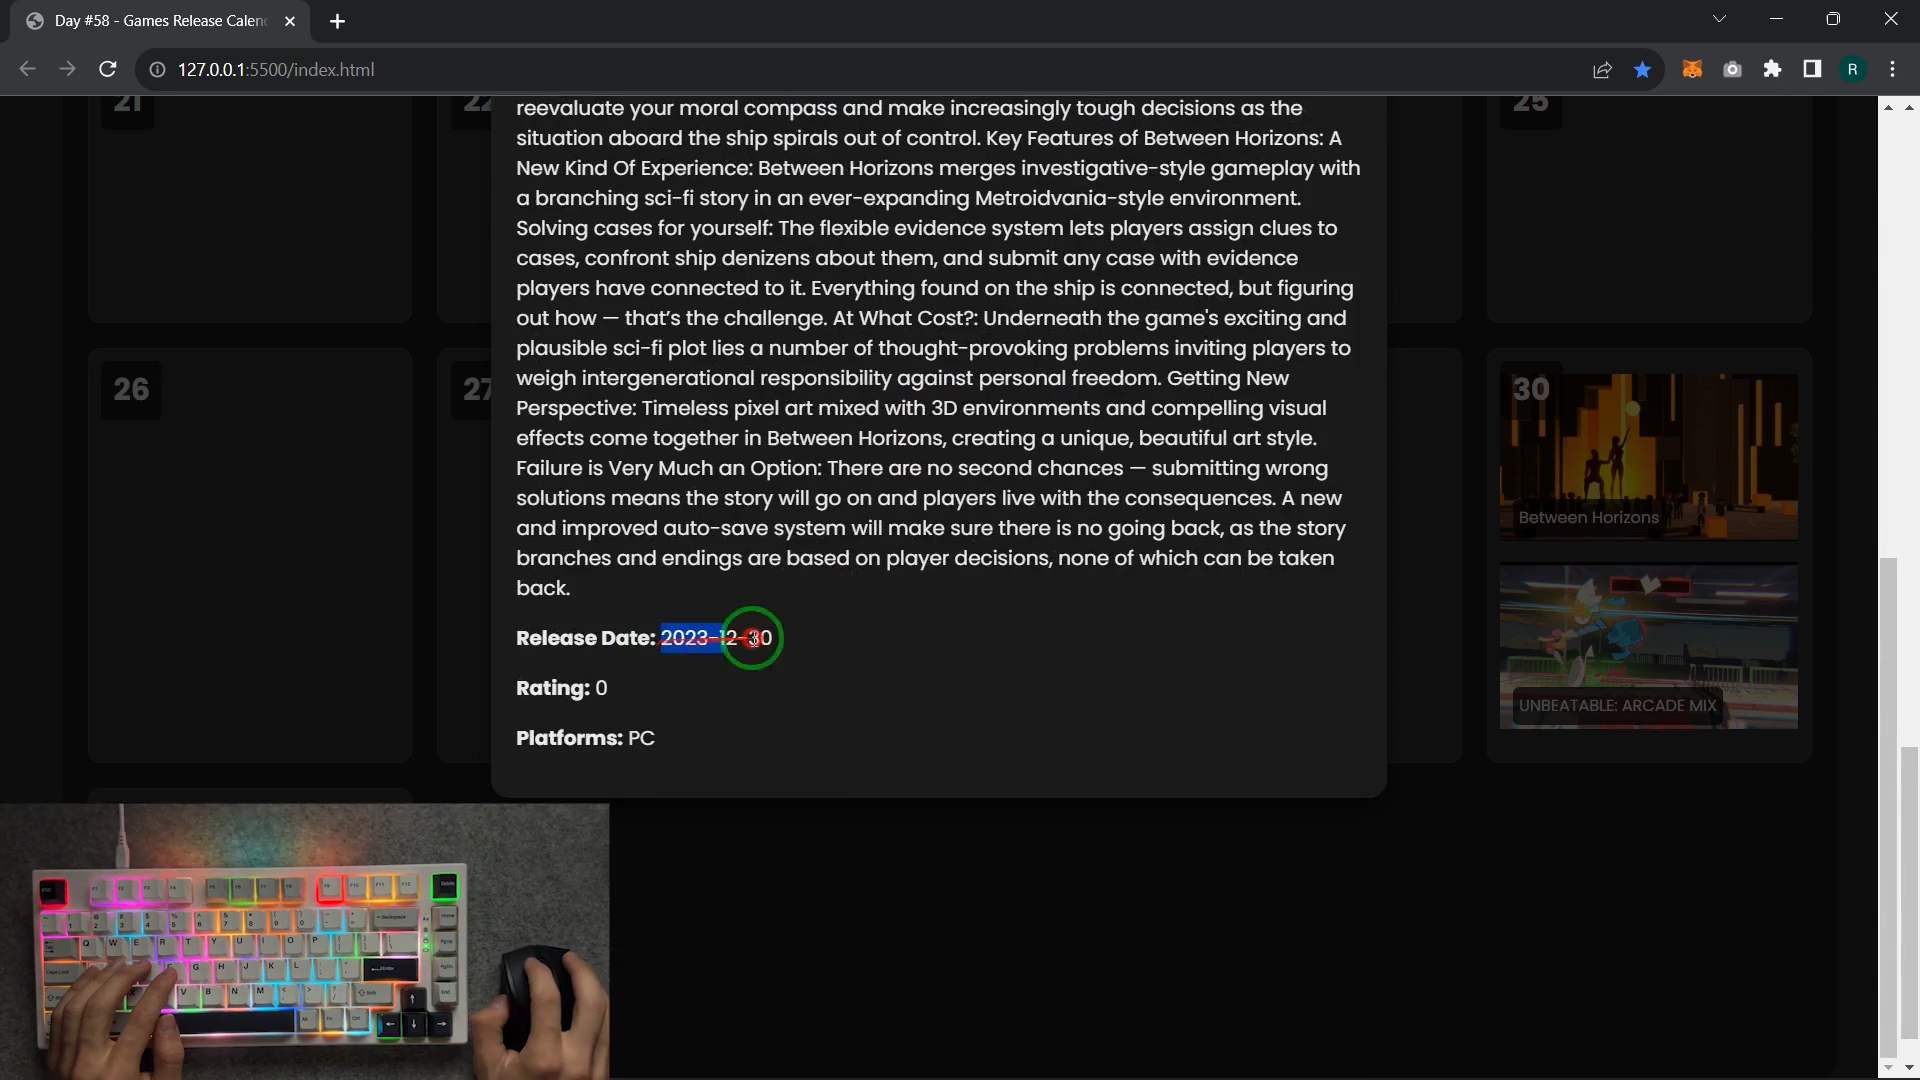 Day #58 - Games Release Calen
127.0.0.1:5500/index.html
R
21
22
25
reevaluate your moral compass and make increasingly tough decisions as the
situation aboard the ship spirals out of control. Key Features of Between Horizons: A
New Kind Of Experience: Between Horizons merges investigative-style gameplay with
a branching sci-fi story in an ever-expanding Metroidvania-style environment.
Solving cases for yourself: The flexible evidence system lets players assign clues to
cases, confront ship denizens about them, and submit any case with evidence
players have connected to it. Everything found on the ship is connected, but figuring
out how — that's the challenge. At What Cost?: Underneath the game's exciting and
plausible sci-fi plot lies a number of thought-provoking problems inviting players to
weigh intergenerational responsibility against personal freedom. Getting New
Perspective: Timeless pixel art mixed with 3D environments and compelling visual
effects come together in Between Horizons, creating a unique, beautiful art style.
Failure is Very Much an Option: There are no second chances — submitting wrong
solutions means the story will go on and players live with the consequences. A new
and improved auto-save system will make sure there is no going back, as the story
branches and endings are based on player decisions, none of which can be taken
back.
Release Date: 2023-12-30
Rating: 0
Platforms: PC
26
27
30
Between Horizons
UNBEATABLE: ARCADE MIX
Q W E R T Y U I O P
G H J K L
V B N M